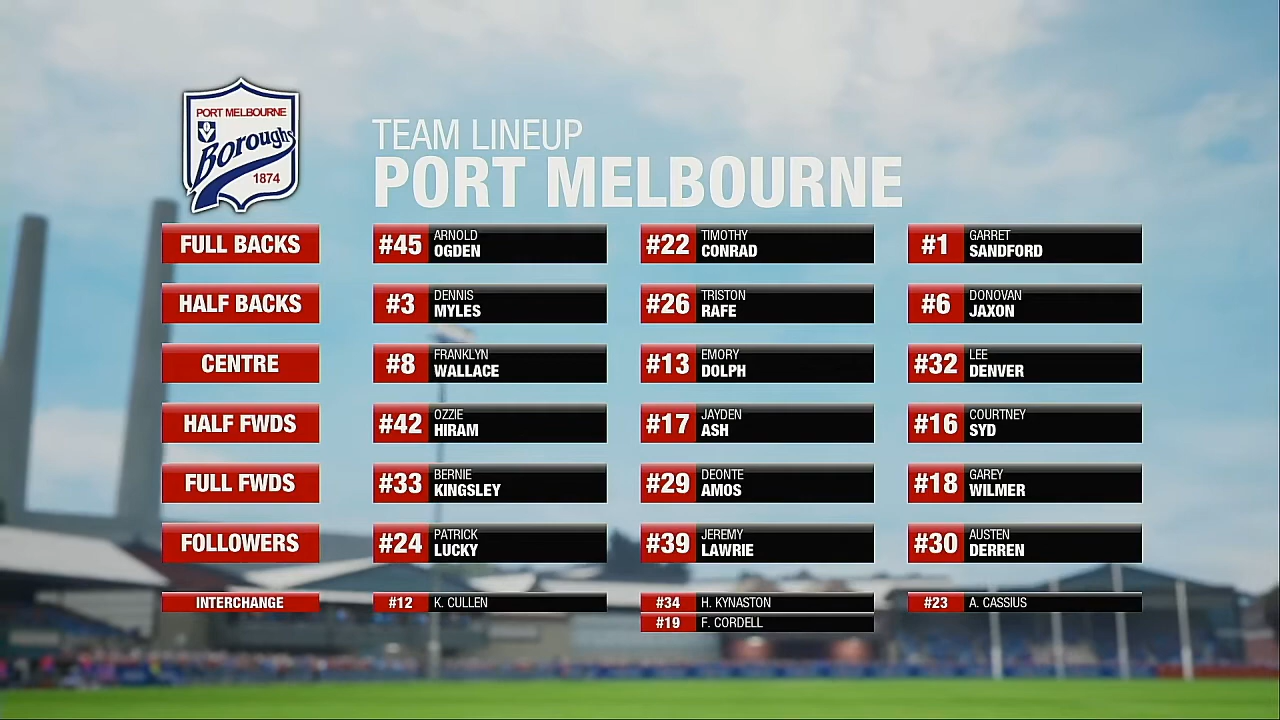 PORT MELBOURNE
Boroughs
1874
TEAM LINEUP
PORT MELBOURNE
FULL BACKS
#45 ARNOLD OGDEN
#22 TIMOTHY CONRAD
#1 GARRET SANDFORD
HALF BACKS
#3 DENNIS MYLES
#26 TRISTON RAFE
#6 DONOVAN JAXON
CENTRE
#8 FRANKLYN WALLACE
#13 EMORY DOLPH
#32 LEE DENVER
HALF FWDS
#42 OZZIE HIRAM
#17 JAYDEN ASH
#16 COURTNEY SYD
FULL FWDS
#33 BERNIE KINGSLEY
#29 DEONTE AMOS
#18 GAREY WILMER
FOLLOWERS
#24 PATRICK LUCKY
#39 JEREMY LAWRIE
#30 AUSTEN DERREN
INTERCHANGE
#12 K. CULLEN
#34 H. KYNASTON
#23 A. CASSIUS
#19 F. CORDELL